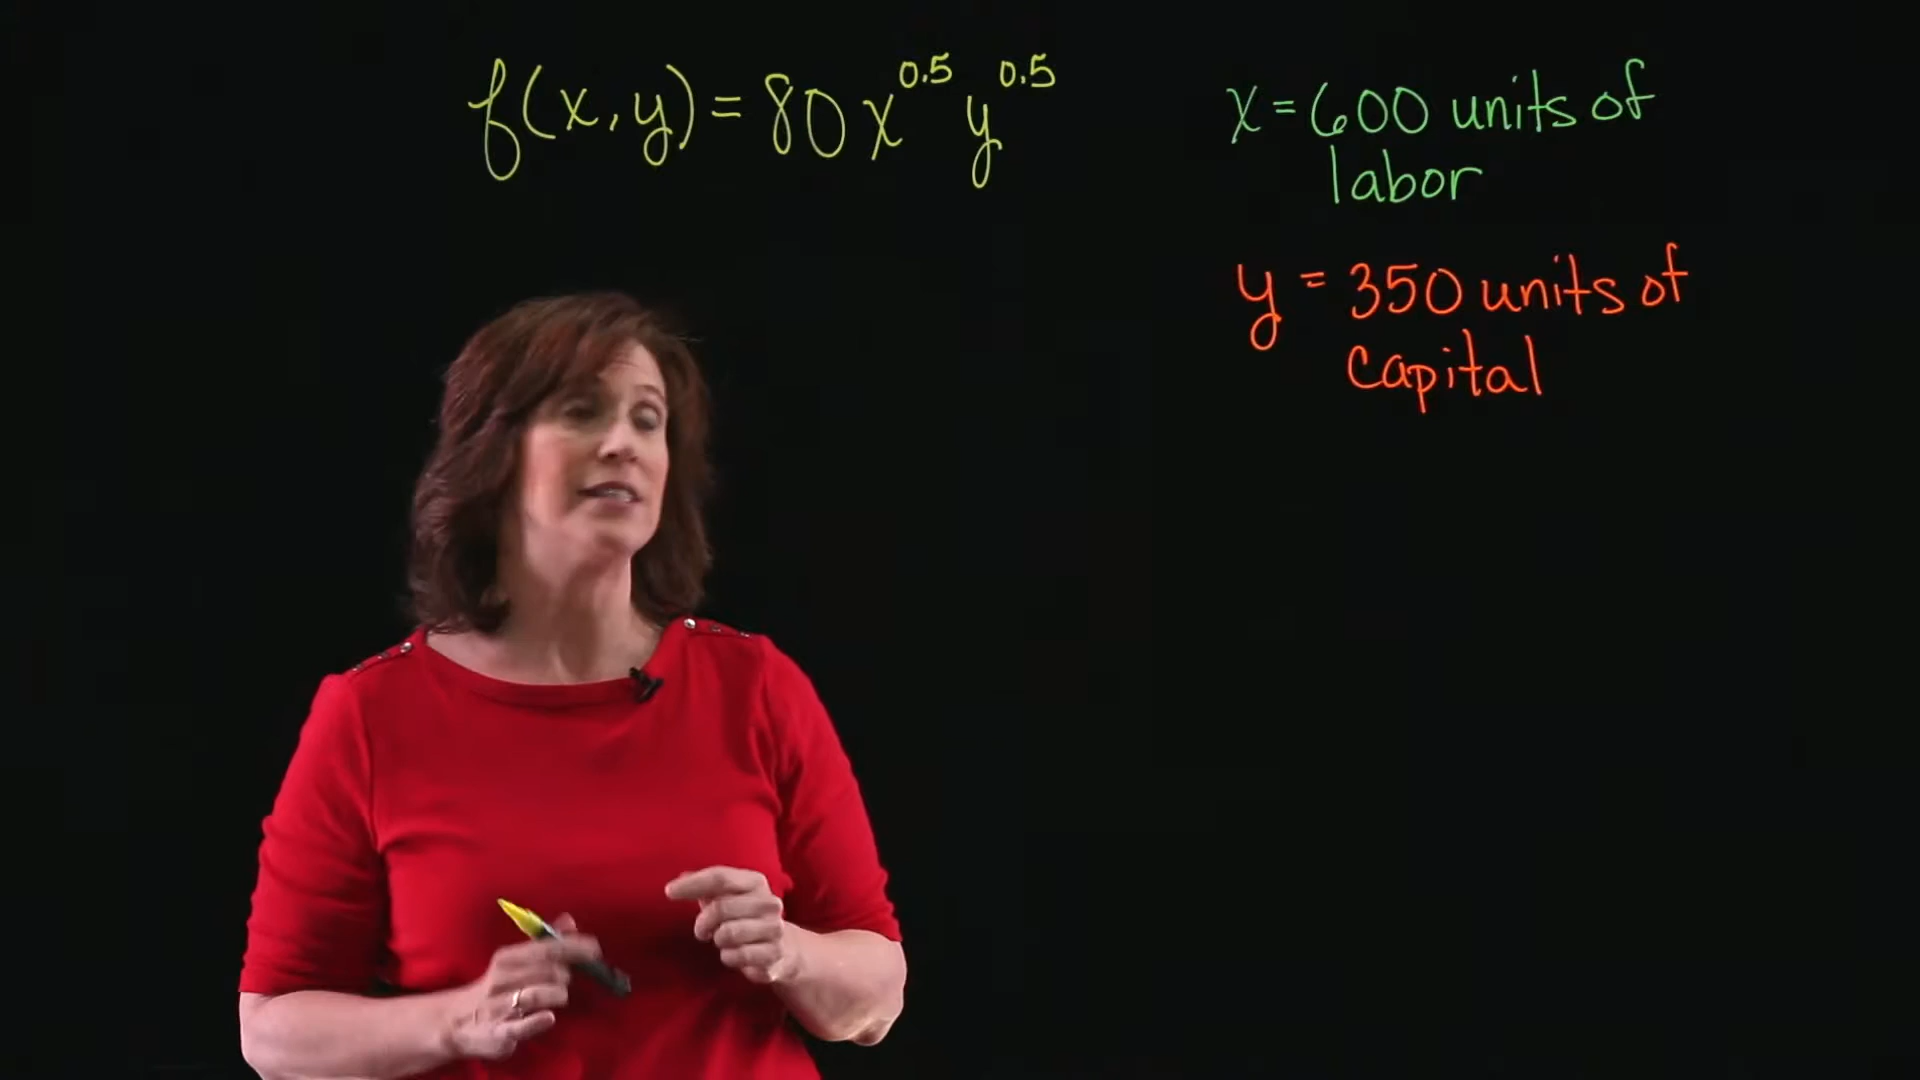 f(x,y) = 80x^0.5 y^0.5
x = 600 units of
labor
y = 350 units of
capital